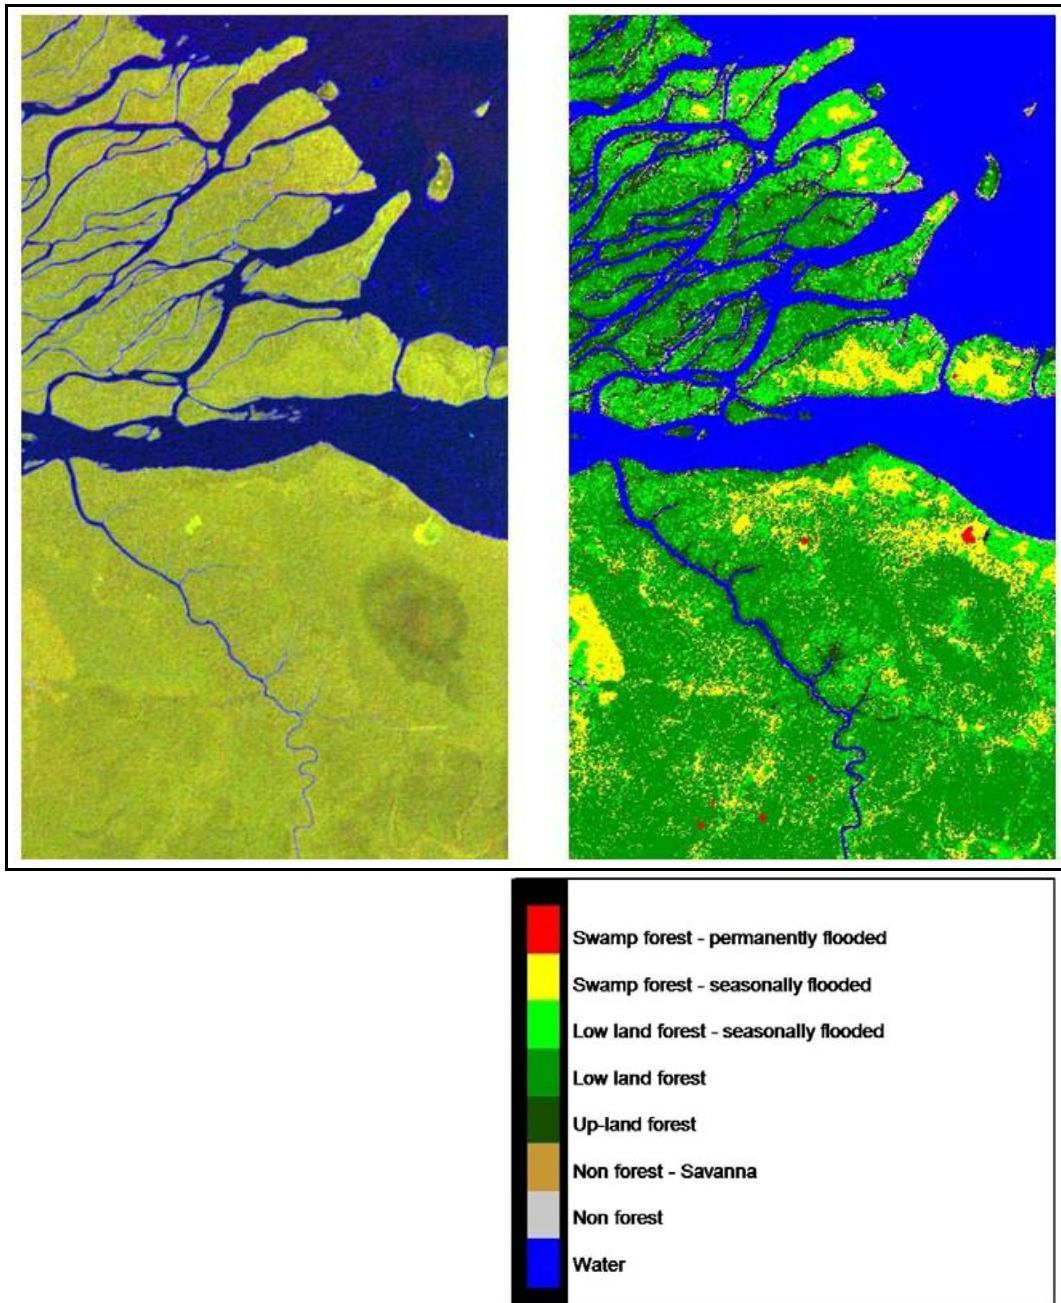 Swamp forest - permanently flooded
Swamp forest - seasonally flooded
Low land forest - seasonally flooded
Low land forest
Up-land forest
Non forest - Savanna
Non forest
Water